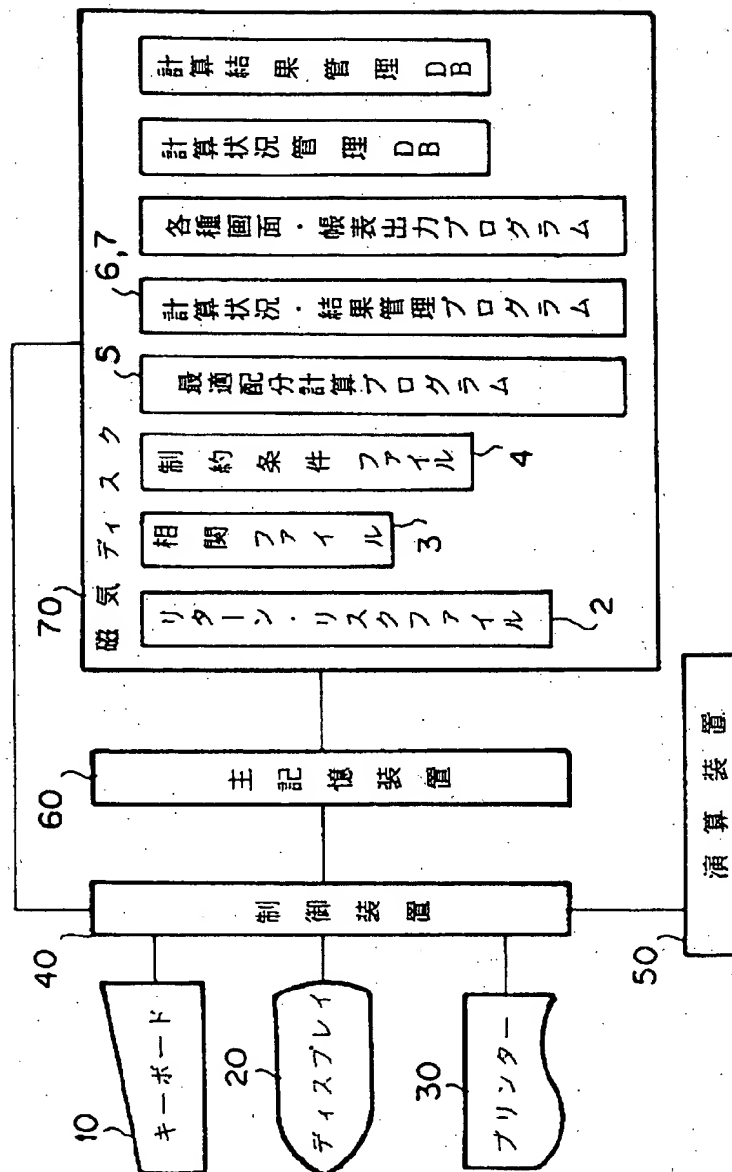 10
キーボード
20
ディスプレイ
30
プリンター
40
制御装置
50
演算装置
60
主記憶装置
70
磁気ディスク
リターン・リスクファイル
2
相関ファイル
3
制約条件ファイル
4
5
最適配分計算プログラム
6,7
計算状況・結果管理プログラム
各種画面・帳表出力プログラム
計算状況管理DB
計算結果管理DB